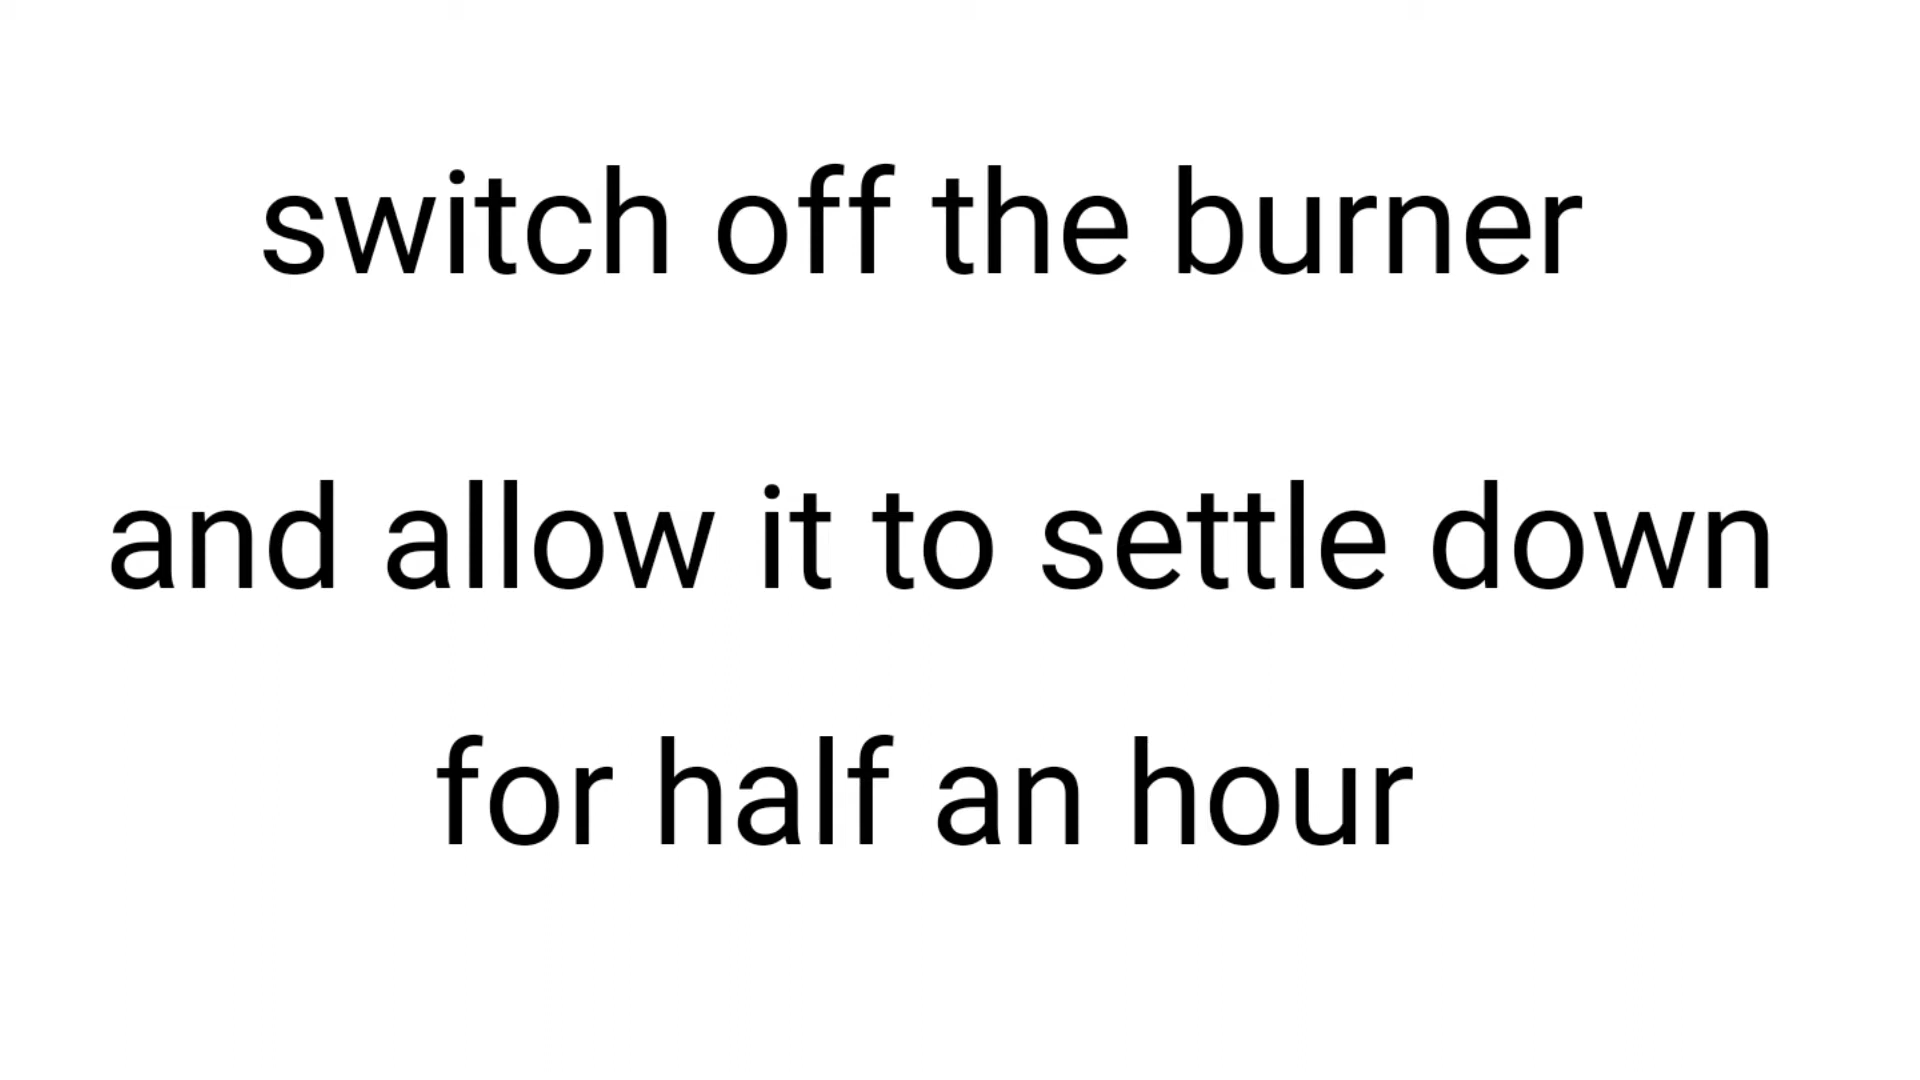 switch off the burner
and allow it to settle down
for half an hour